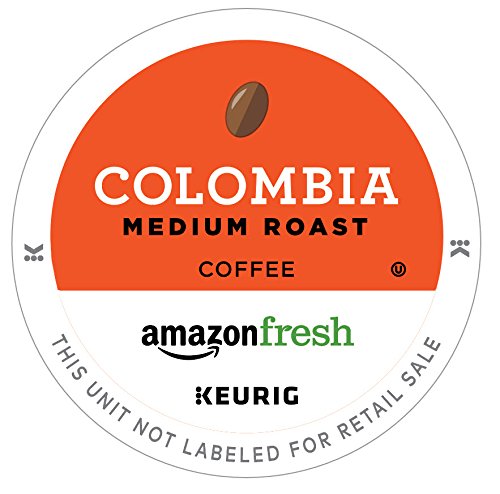 COLOMBIA
MEDIUM ROAST
COFFEE
U
amazonfresh
KEURIG
THIS UNIT NOT LABELED FOR RETAIL SALE